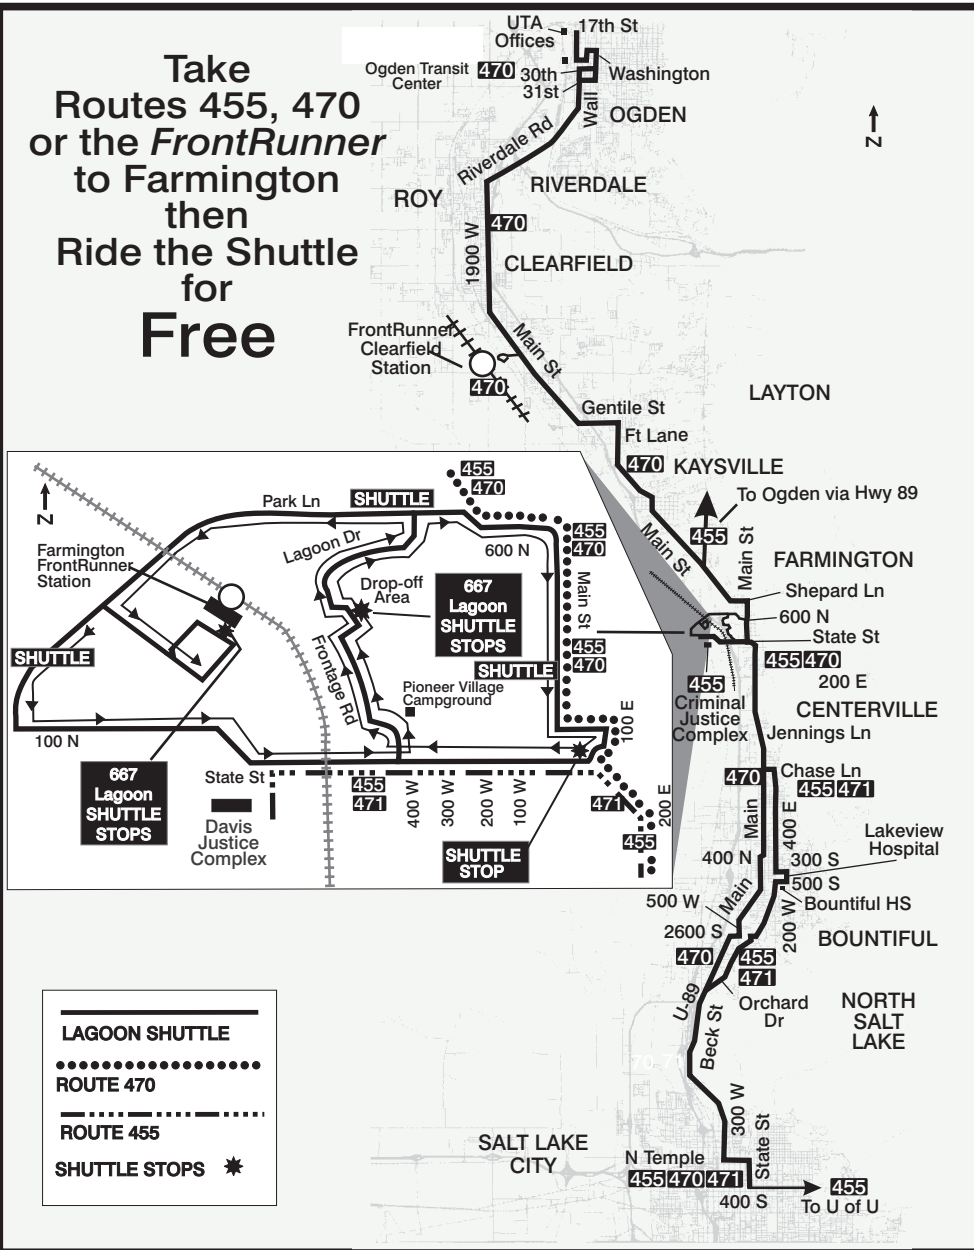 Take
Routes 455, 470
or the FrontRunner
to Farmington
then
Ride the Shuttle
for
Free
UTA
Offices
17th St
Ogden Transit
Center
470
30th
31st
Washington
Wall
OGDEN
N
Riverdale Rd
ROY
RIVERDALE
470
1900 W
CLEARFIELD
FrontRunner
Clearfield
Station
470
Main St
LAYTON
Gentile St
Ft Lane
470
KAYSVILLE
To Ogden via Hwy 89
455
Main St
Main St
FARMINGTON
Shepard Ln
600 N
State St
455 470
200 E
455
Criminal
Justice
Complex
CENTERVILLE
Jennings Ln
470
Chase Ln
455 471
Main
400 E
Lakeview
Hospital
400 N
300 S
500 S
Bountiful HS
500 W
Main
200 W
2600 S
BOUNTIFUL
470
455
471
U-89
Orchard
Dr
NORTH
SALT
LAKE
Beck St
70, 71
300 W
State St
SALT LAKE
CITY
N Temple
455 470 471
400 S
455
To U of U
N
Park Ln
SHUTTLE
455
470
Farmington
FrontRunner
Station
Lagoon Dr
600 N
455
470
Drop-off
Area
667
Lagoon
SHUTTLE
STOPS
Main St
455
470
SHUTTLE
SHUTTLE
Frontage Rd
Pioneer Village
Campground
100 E
100 N
State St
667
Lagoon
SHUTTLE
STOPS
455
471
400 W
300 W
200 W
100 W
471
200 E
455
Davis
Justice
Complex
SHUTTLE
STOP
LAGOON SHUTTLE
ROUTE 470
ROUTE 455
SHUTTLE STOPS